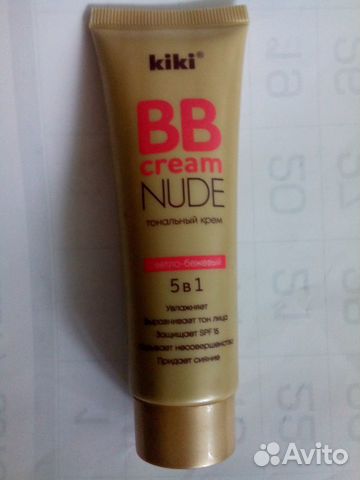 kiki®
BB
cream
NUDE
тональный крем
светло-бежевый
5 в 1
Увлажняет
Выравнивает тон лица
Защищает SPF 15
Скрывает несовершенства
Придает сияние
Avito